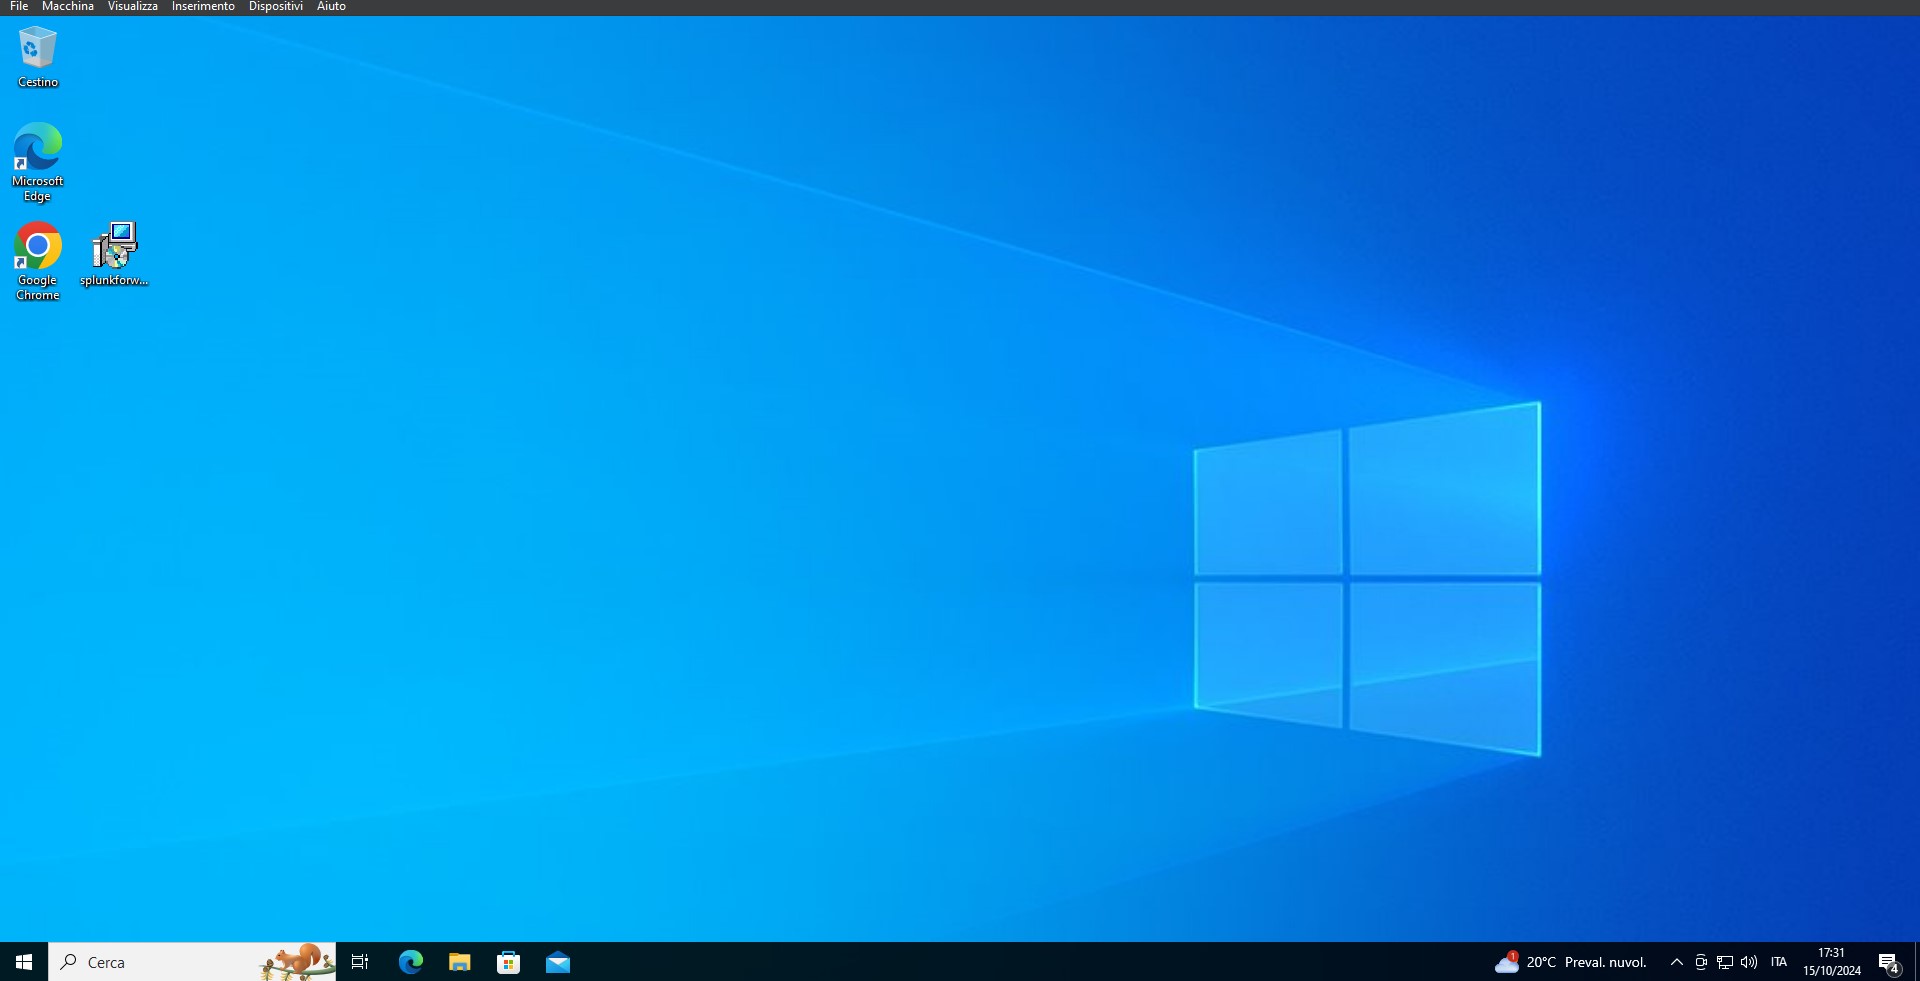 File Macchina Visualizza Inserimento Dispositivi Aiuto
Cestino
Microsoft
Edge
Google
Chrome
splunkforw...
Cerca
1
20°C Preval. nuvol.
ITA
17:31
15/10/2024
4